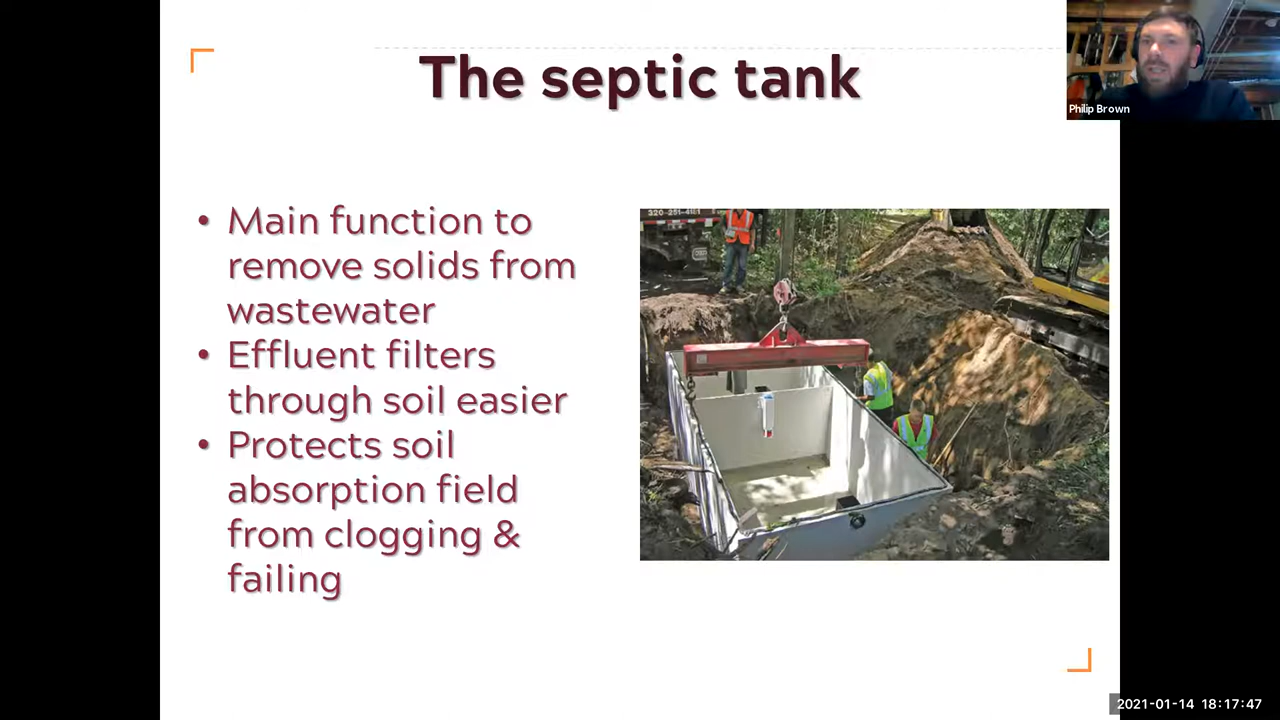 The septic tank
Philip Brown
• Main function to
remove solids from
wastewater
• Effluent filters
through soil easier
• Protects soil
absorption field
from clogging &
failing
2021-01-14 18:17:47